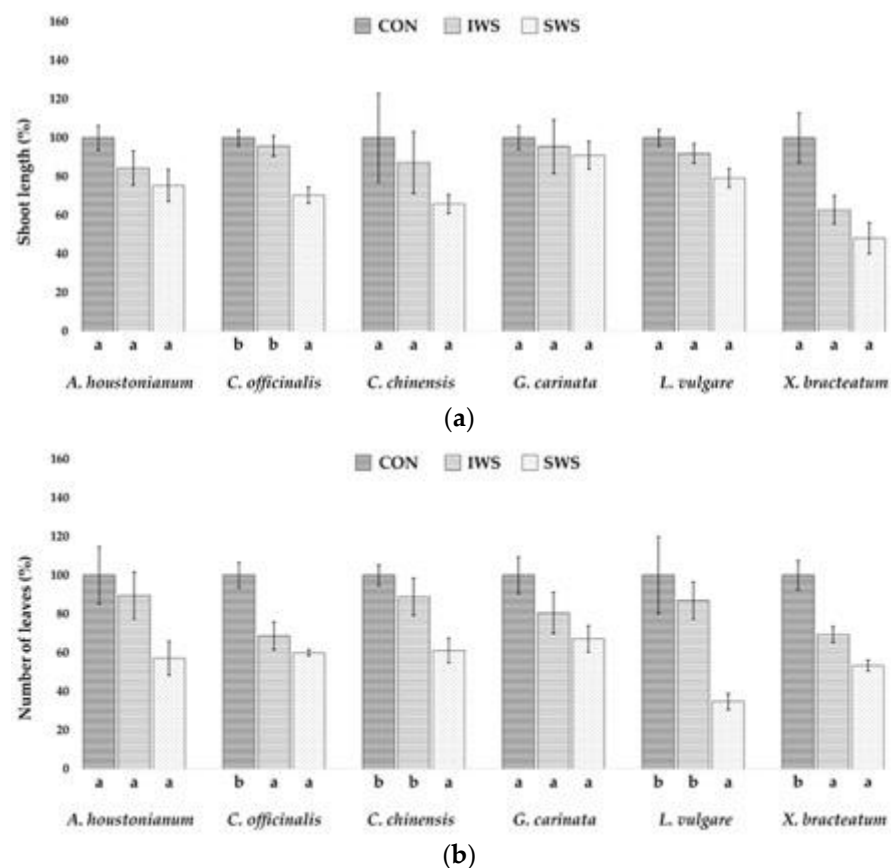 160
CON IWS SWS
140
120
100
80
60
40
20
0
Shoot length (%)
a a a b b a a a a a a a a a a a a a
A. houstonianum C. officinalis C. chinensis G. carinata L. vulgare X. bracteatum
(a)
160
CON IWS SWS
140
120
100
80
60
40
20
0
Number of leaves (%)
a a a b a a b b a a a a b b a b a a
A. houstonianum C. officinalis C. chinensis G. carinata L. vulgare X. bracteatum
(b)